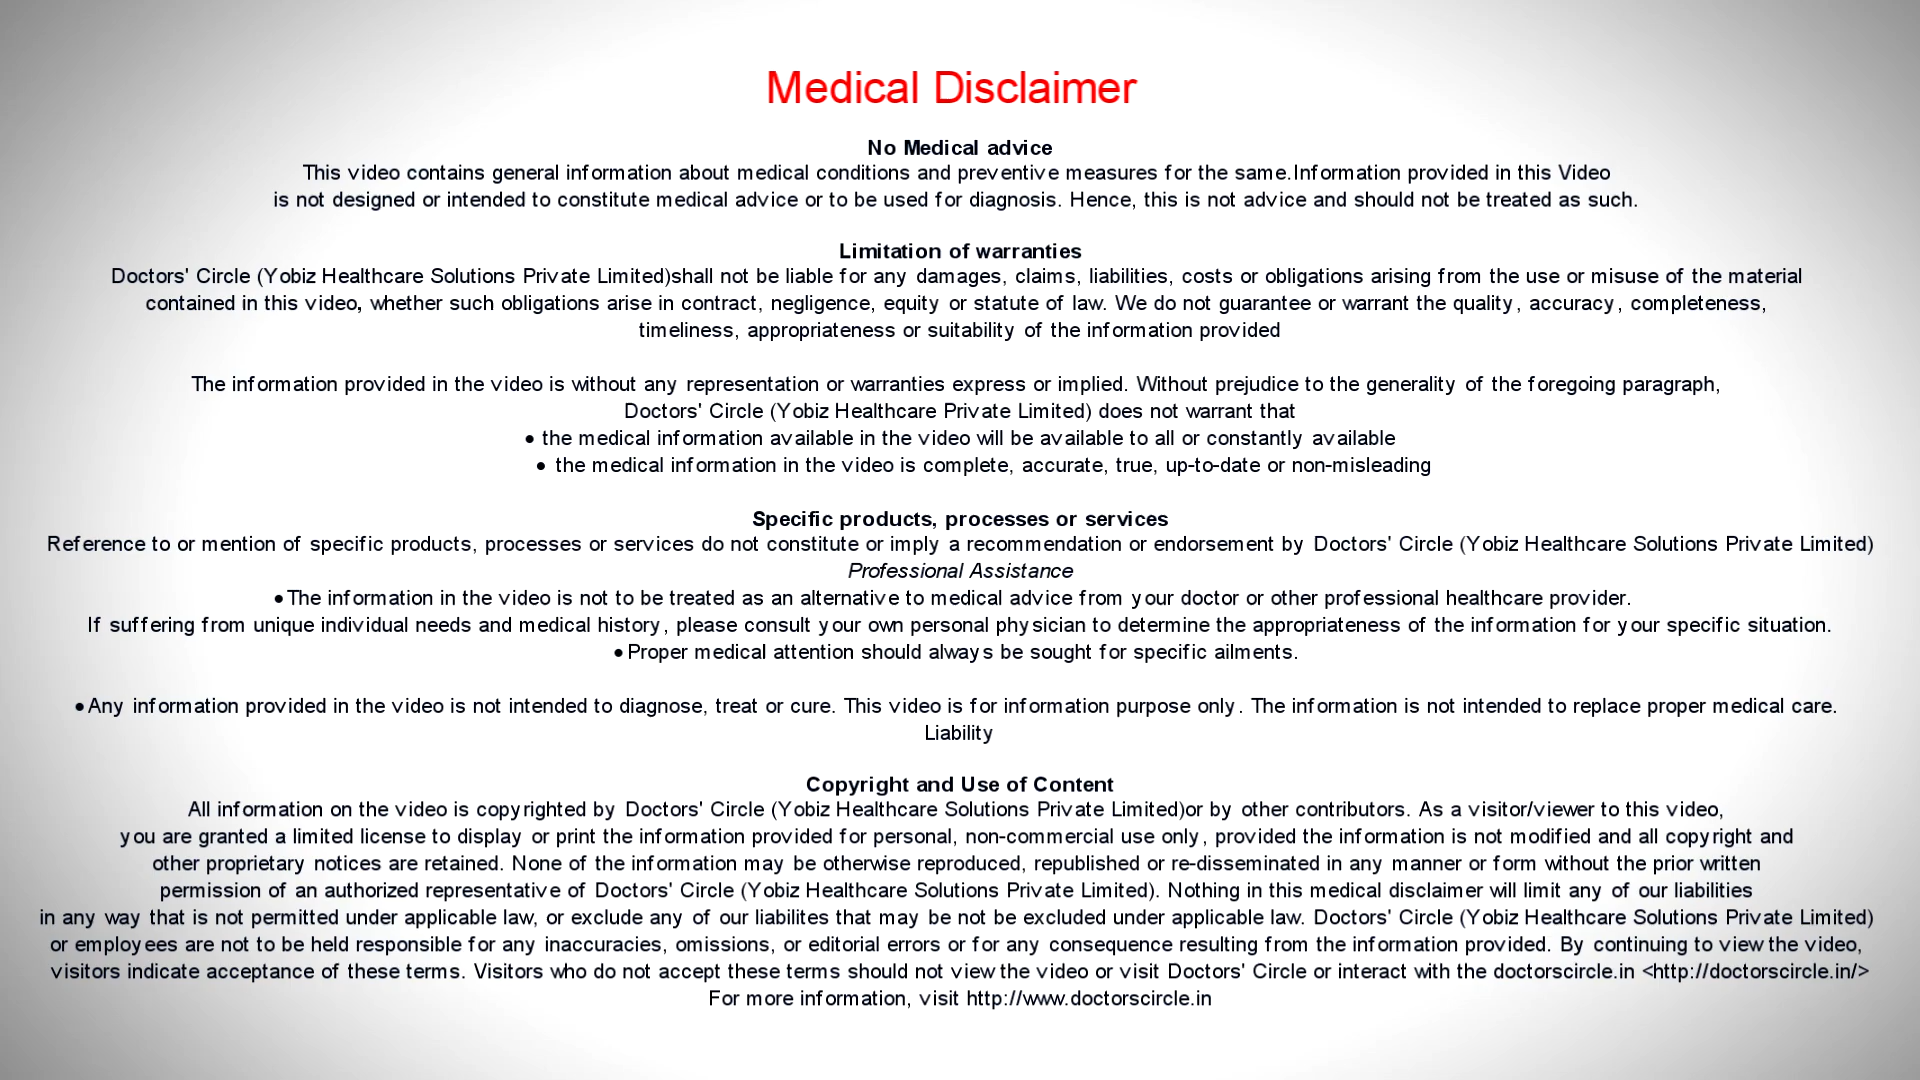 Medical Disclaimer
No Medical advice
This video contains general information about medical conditions and preventive measures for the same.Information provided in this Video
is not designed or intended to constitute medical advice or to be used for diagnosis. Hence, this is not advice and should not be treated as such.
Limitation of warranties
Doctors' Circle (Yobiz Healthcare Solutions Private Limited)shall not be liable for any damages, claims, liabilities, costs or obligations arising from the use or misuse of the material
contained in this video, whether such obligations arise in contract, negligence, equity or statute of law. We do not guarantee or warrant the quality, accuracy, completeness,
timeliness, appropriateness or suitability of the information provided
The information provided in the video is without any representation or warranties express or implied. Without prejudice to the generality of the foregoing paragraph,
Doctors' Circle (Yobiz Healthcare Private Limited) does not warrant that
• the medical information available in the video will be available to all or constantly available
• the medical information in the video is complete, accurate, true, up-to-date or non-misleading
Specific products, processes or services
Reference to or mention of specific products, processes or services do not constitute or imply a recommendation or endorsement by Doctors' Circle (Yobiz Healthcare Solutions Private Limited)
Professional Assistance
•The information in the video is not to be treated as an alternative to medical advice from your doctor or other professional healthcare provider.
If suffering from unique individual needs and medical history, please consult your own personal physician to determine the appropriateness of the information for your specific situation.
•Proper medical attention should always be sought for specific ailments.
•Any information provided in the video is not intended to diagnose, treat or cure. This video is for information purpose only. The information is not intended to replace proper medical care.
Liability
Copyright and Use of Content
All information on the video is copyrighted by Doctors' Circle (Yobiz Healthcare Solutions Private Limited)or by other contributors. As a visitor/viewer to this video,
you are granted a limited license to display or print the information provided for personal, non-commercial use only, provided the information is not modified and all copyright and
other proprietary notices are retained. None of the information may be otherwise reproduced, republished or re-disseminated in any manner or form without the prior written
permission of an authorized representative of Doctors' Circle (Yobiz Healthcare Solutions Private Limited). Nothing in this medical disclaimer will limit any of our liabilities
in any way that is not permitted under applicable law, or exclude any of our liabilites that may be not be excluded under applicable law. Doctors' Circle (Yobiz Healthcare Solutions Private Limited)
or employees are not to be held responsible for any inaccuracies, omissions, or editorial errors or for any consequence resulting from the information provided. By continuing to view the video,
visitors indicate acceptance of these terms. Visitors who do not accept these terms should not view the video or visit Doctors' Circle or interact with the doctorscircle.in <http://doctorscircle.in/>
For more information, visit http://www.doctorscircle.in